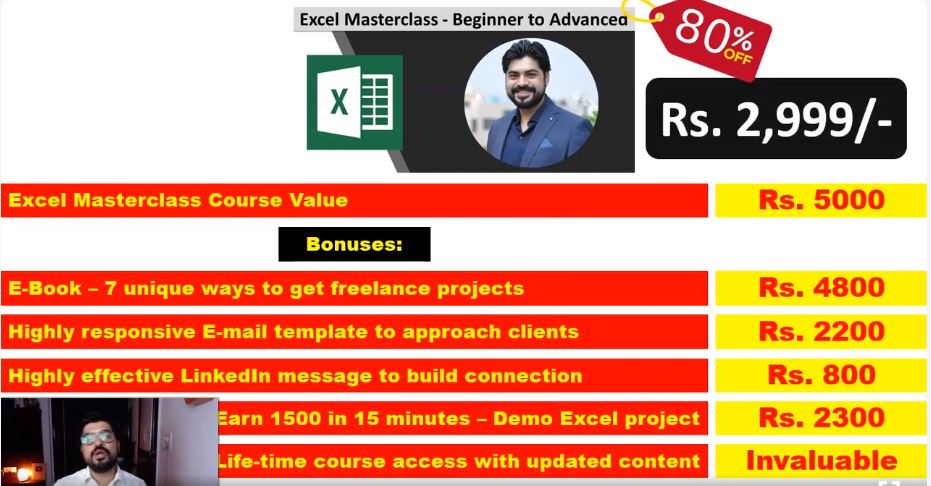 Excel Masterclass - Beginner to Advanced
80% OFF
X
Rs. 2,999/-
Excel Masterclass Course Value Rs. 5000
Bonuses:
E-Book – 7 unique ways to get freelance projects Rs. 4800
Highly responsive E-mail template to approach clients Rs. 2200
Highly effective LinkedIn message to build connection Rs. 800
Earn 1500 in 15 minutes – Demo Excel project Rs. 2300
Life-time course access with updated content Invaluable